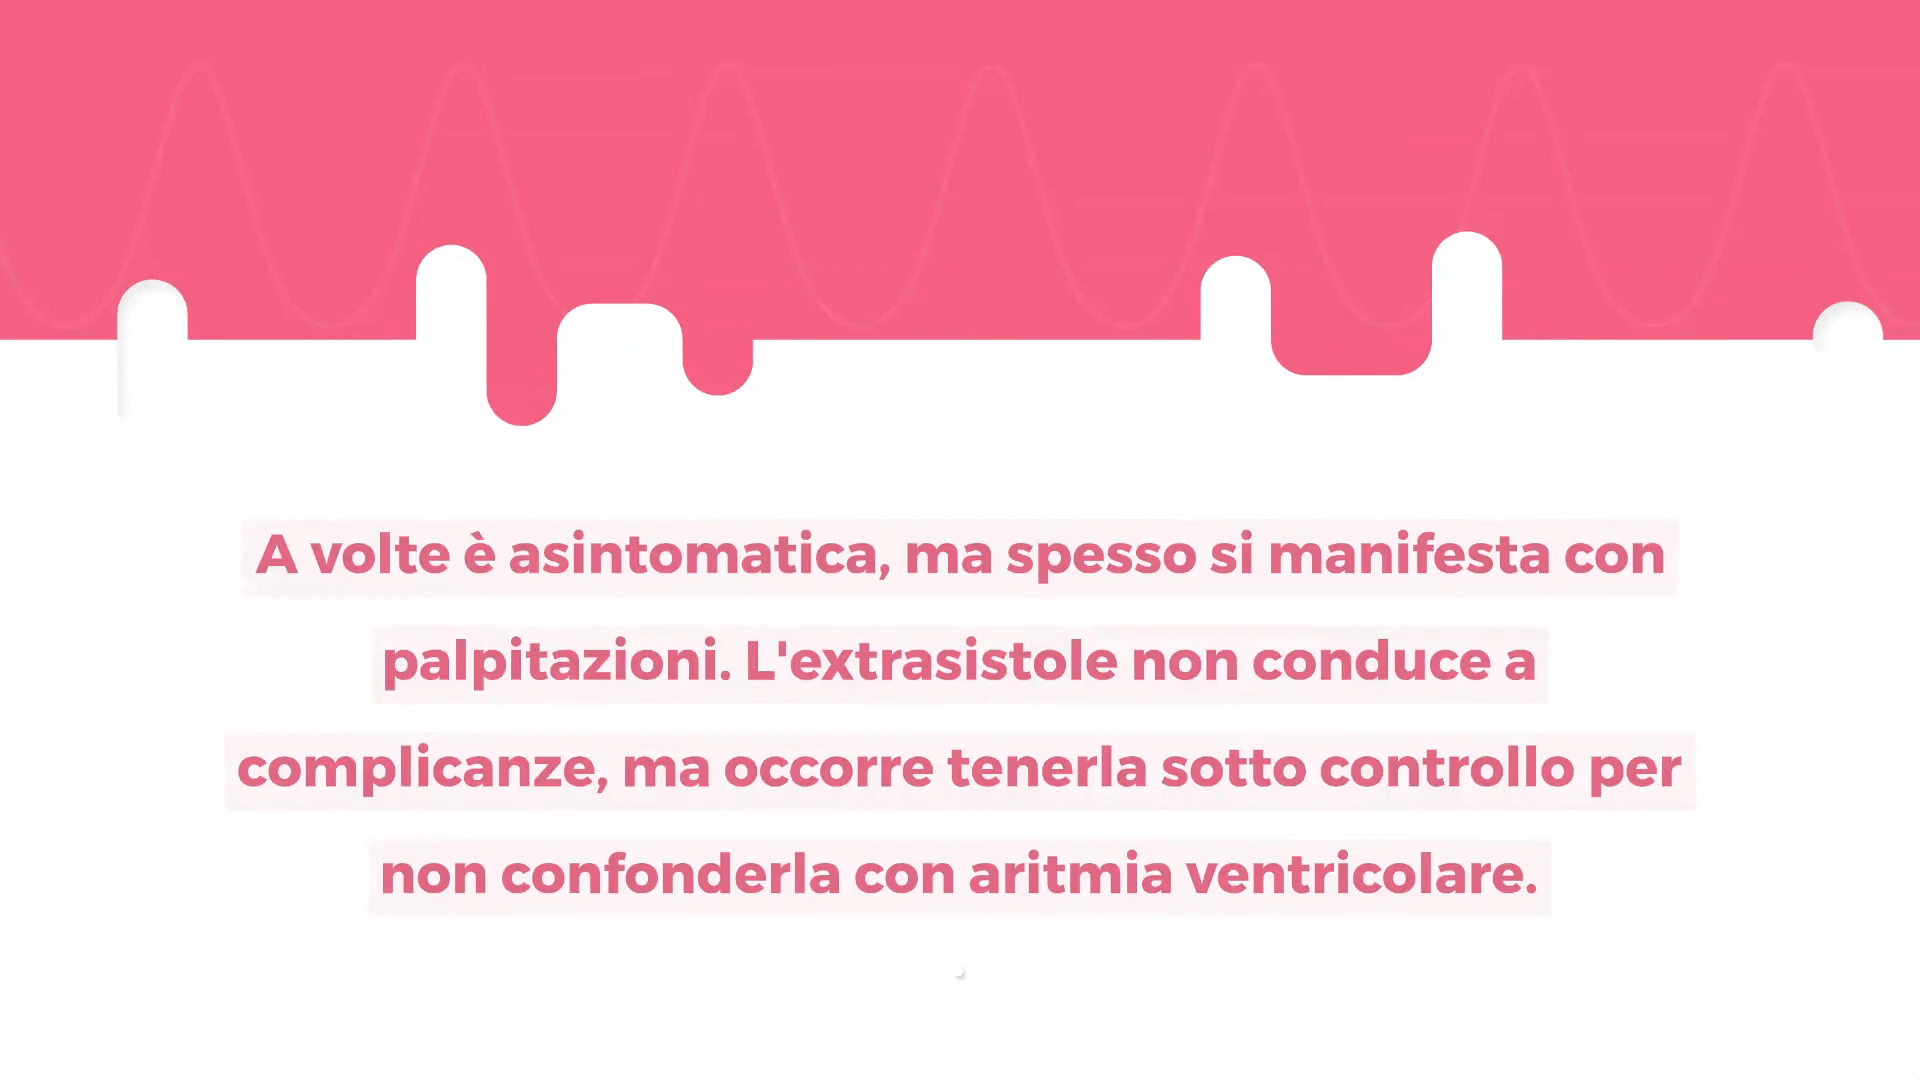 A volte è asintomatica, ma spesso si manifesta con
palpitazioni. L'extrasistole non conduce a
complicanze, ma occorre tenerla sotto controllo per
non confonderla con aritmia ventricolare.